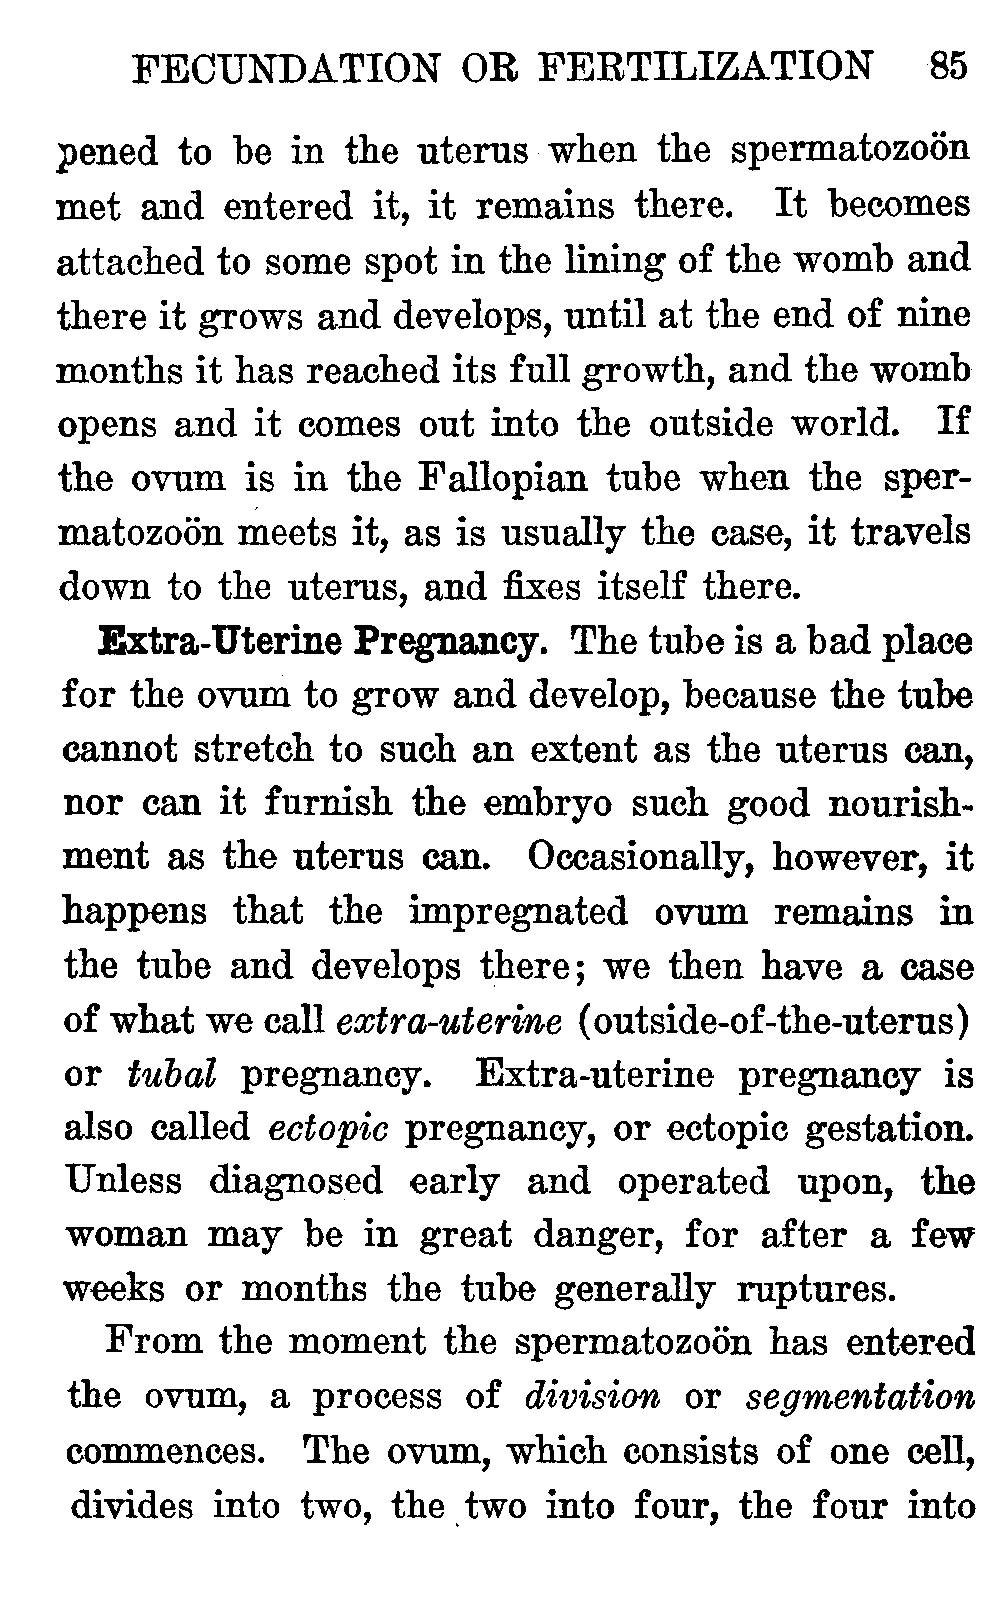 FECUNDATION OR FERTILIZATION 85
pened to be in the uterus when the spermatozoön
met and entered it, it remains there. It becomes
attached to some spot in the lining of the womb and
there it grows and develops, until at the end of nine
months it has reached its full growth, and the womb
opens and it comes out into the outside world. If
the ovum is in the Fallopian tube when the sper-
matozoön meets it, as is usually the case, it travels
down to the uterus, and fixes itself there.
Extra-Uterine Pregnancy. The tube is a bad place
for the ovum to grow and develop, because the tube
cannot stretch to such an extent as the uterus can,
nor can it furnish the embryo such good nourish-
ment as the uterus can. Occasionally, however, it
happens that the impregnated ovum remains in
the tube and develops there; we then have a case
of what we call extra-uterine (outside-of-the-uterus)
or tubal pregnancy. Extra-uterine pregnancy is
also called ectopic pregnancy, or ectopic gestation.
Unless diagnosed early and operated upon, the
woman may be in great danger, for after a few
weeks or months the tube generally ruptures.
From the moment the spermatozoön has entered
the ovum, a process of division or segmentation
commences. The ovum, which consists of one cell,
divides into two, the two into four, the four into